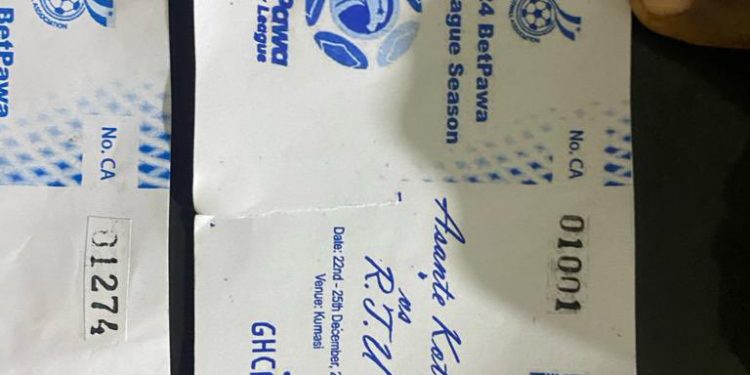 BetPawa
No. CA
01274
24 BetPawa
League Season
Pawa
League
No. CA
01001
Asante Kot
vs
R.T.U
Date: 22nd - 25th December, 2
Venue: Kumasi
GHC